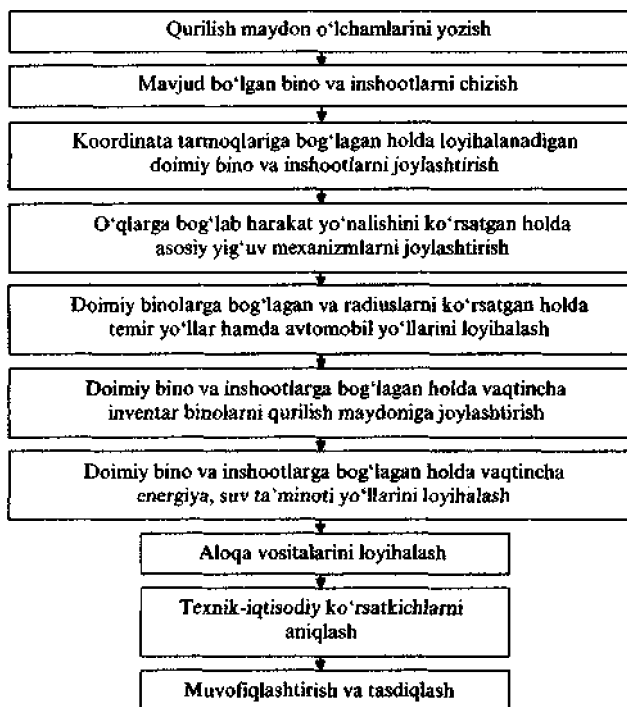 Qurilish maydon o‘lchamlarini yozish
Mavjud bo‘lgan bino va inshootlarni chizish
Koordinata tarmoqlariga bog‘lagan holda loyihalanadigan
doimiy bino va inshootlarni joylashtirish
O‘qlarga bog‘lab harakat yo‘nalishini ko‘rsatgan holda
asosiy yig‘uv mexanizmlarni joylashtirish
Doimiy binolarga bog‘lagan va radiuslarni ko‘rsatgan holda
temir yo‘llar hamda avtomobil yo‘llarini loyihalash
Doimiy bino va inshootlarga bog‘lagan holda vaqtincha
inventar binolarni qurilish maydoniga joylashtirish
Doimiy bino va inshootlarga bog‘lagan holda vaqtincha
energiya, suv ta’minoti yo‘llarini loyihalash
Aloqa vositalarini loyihalash
Texnik-iqtisodiy ko‘rsatkichlarni
aniqlash
Muvofiqlashtirish va tasdiqlash